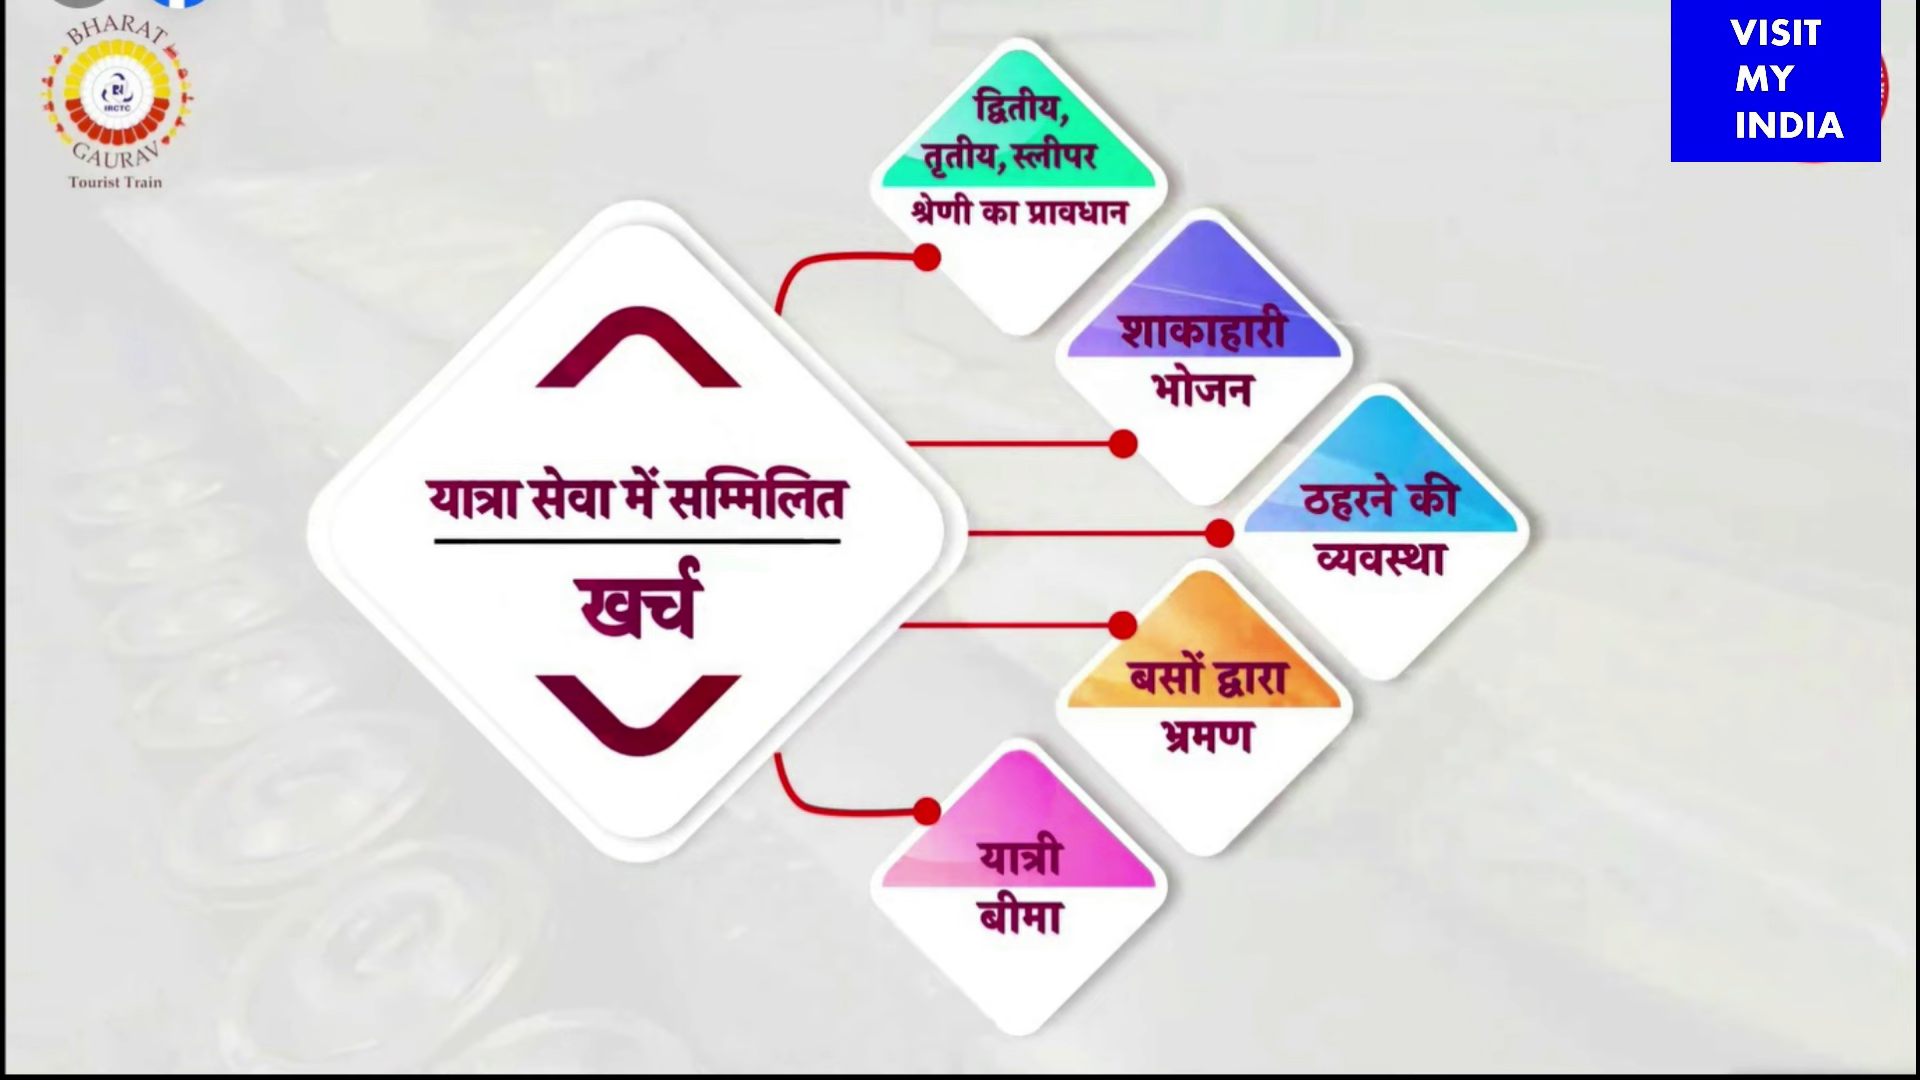 BHARAT
IRCTC
GAURAV
Tourist Train
VISIT
MY
INDIA
यात्रा सेवा में सम्मिलित
खर्च
द्वितीय,
तृतीय, स्लीपर
श्रेणी का प्रावधान
शाकाहारी
भोजन
ठहरने की
व्यवस्था
बसों द्वारा
भ्रमण
यात्री
बीमा